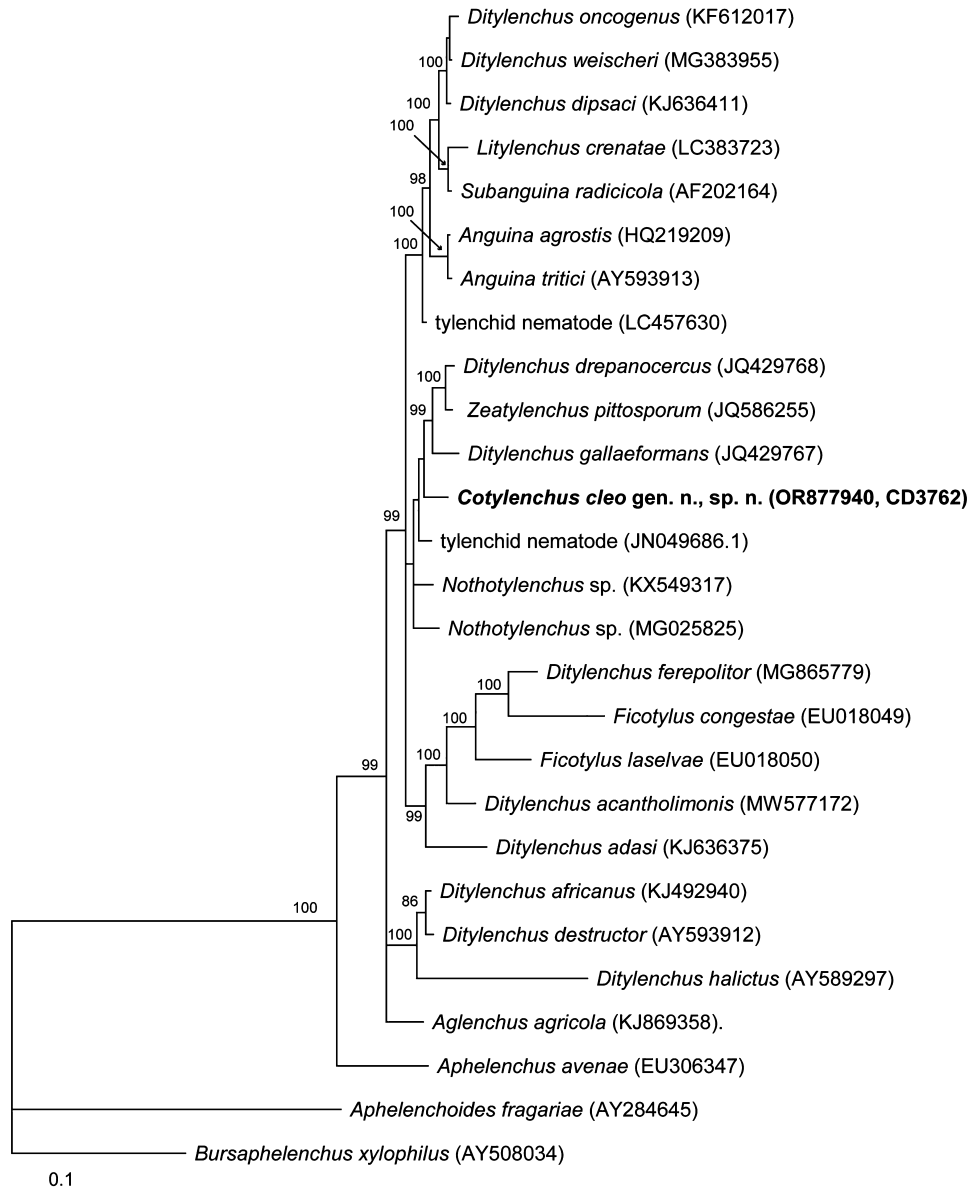 Ditylenchus oncogenus (KF612017)
Ditylenchus weischeri (MG383955)
100
Ditylenchus dipsaci (KJ636411)
100
100
Litylenchus crenatae (LC383723)
98
Subanguina radicicola (AF202164)
100
Anguina agrostis (HQ219209)
100
Anguina tritici (AY593913)
tylenchid nematode (LC457630)
Ditylenchus drepanocercus (JQ429768)
100
Zeatylenchus pittosporum (JQ586255)
99
Ditylenchus gallaeformans (JQ429767)
Cotylenchus cleo gen. n., sp. n. (OR877940, CD3762)
99
tylenchid nematode (JN049686.1)
Nothotylenchus sp. (KX549317)
Nothotylenchus sp. (MG025825)
Ditylenchus ferepolitor (MG865779)
100
Ficotylus congestae (EU018049)
100
Ficotylus laselvae (EU018050)
100
99
Ditylenchus acantholimonis (MW577172)
99
Ditylenchus adasi (KJ636375)
Ditylenchus africanus (KJ492940)
86
100
Ditylenchus destructor (AY593912)
100
Ditylenchus halictus (AY589297)
Aglenchus agricola (KJ869358).
Aphelenchus avenae (EU306347)
Aphelenchoides fragariae (AY284645)
Bursaphelenchus xylophilus (AY508034)
0.1